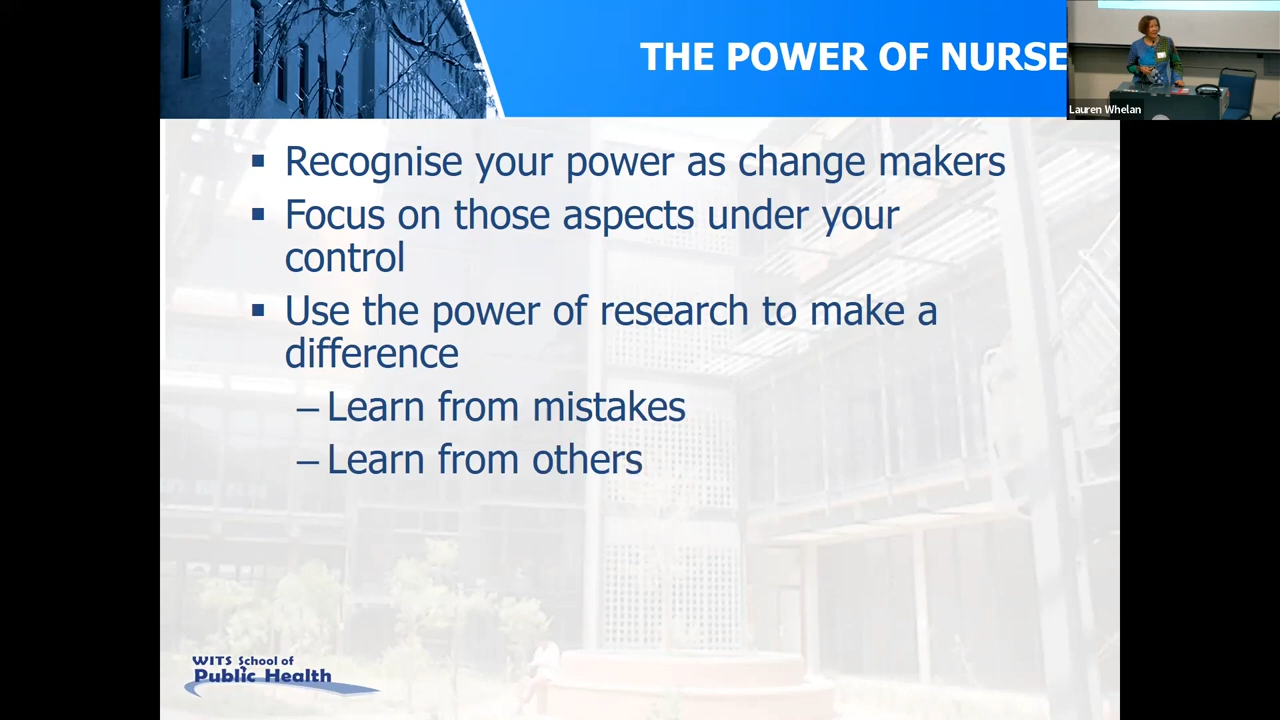 THE POWER OF NURSE
Lauren Whelan
▪ Recognise your power as change makers
▪ Focus on those aspects under your
control
▪ Use the power of research to make a
difference
– Learn from mistakes
– Learn from others
WITS School of
Public Health